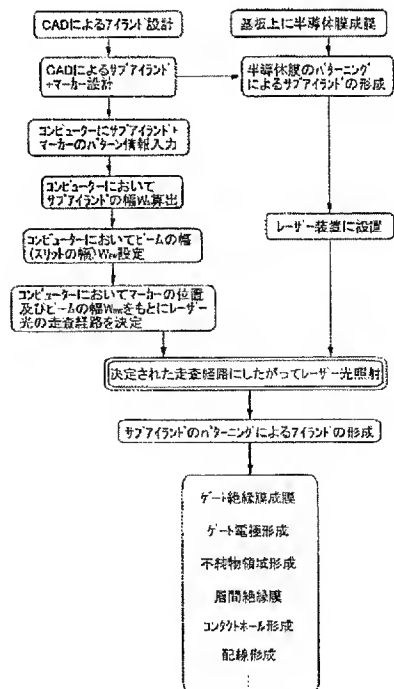 CADによるアイランド設計
基板上に半導体膜成膜
CADによるサブアイランド
+マーカー設計
半導体膜のパターニング
によるサブアイランドの形成
コンピューターにサブアイランド+
マーカーのパターン情報入力
コンピューターにおいて
サブアイランドの幅Ws算出
レーザー装置に設置
コンピューターにおいてビームの幅
(スリットの幅)
設定
コンピューターにおいてマーカーの位置
及びビームの幅
をもとにレーザー
光の走査経路を決定
決定された走査経路にしたがってレーザー光照射
サブアイランドのパターニングによるアイランドの形成
ゲート絶縁膜成膜
ゲート電極形成
不純物領域形成
層間絶縁膜
コンタクトホール形成
配線形成
⋮